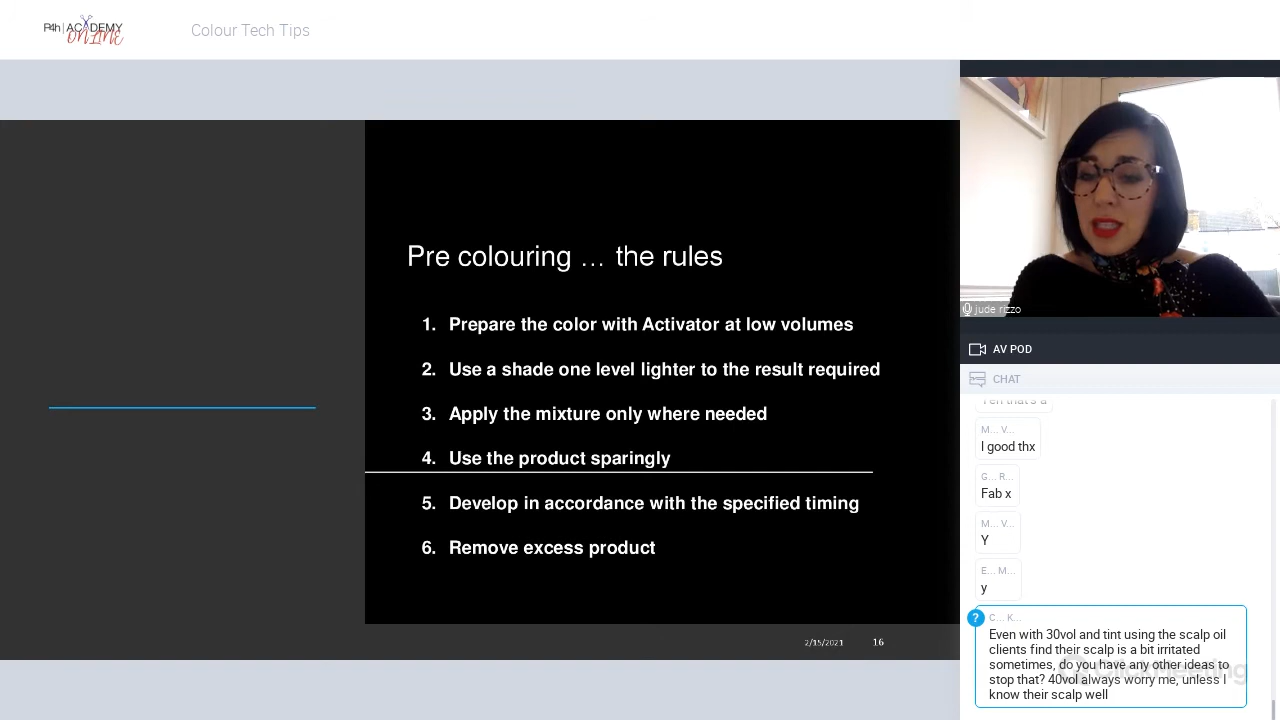 P4h | ACADEMY
ONLINE
Colour Tech Tips
Pre colouring ... the rules
1. Prepare the color with Activator at low volumes
2. Use a shade one level lighter to the result required
3. Apply the mixture only where needed
4. Use the product sparingly
5. Develop in accordance with the specified timing
6. Remove excess product
2/15/2021 16
jude rizzo
AV POD
CHAT
Yeh that's a
M... V...
I good thx
G... R...
Fab x
M... V...
Y
E... M...
y
?
C... K...
Even with 30vol and tint using the scalp oil
clients find their scalp is a bit irritated
sometimes, do you have any other ideas to
stop that? 40vol always worry me, unless I
know their scalp well
ClickMeeting